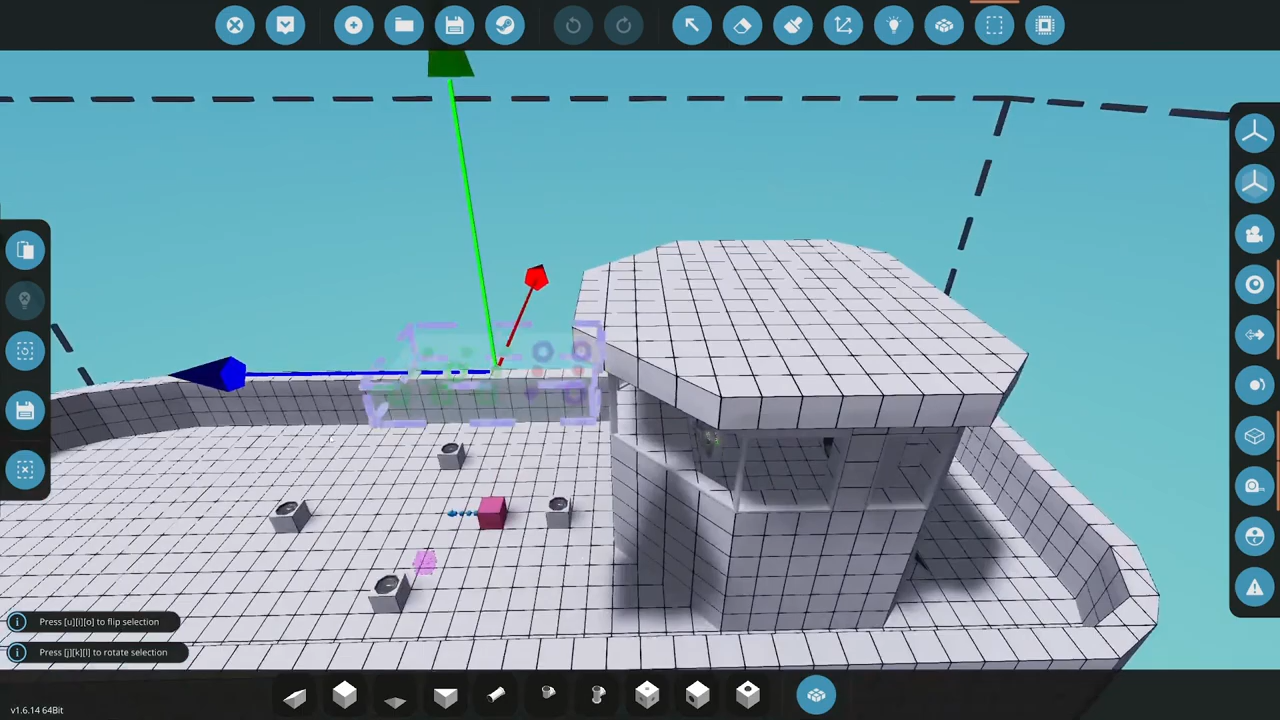 Press [u][i][o] to flip selection
Press [j][k][l] to rotate selection
v1.6.14 64Bit